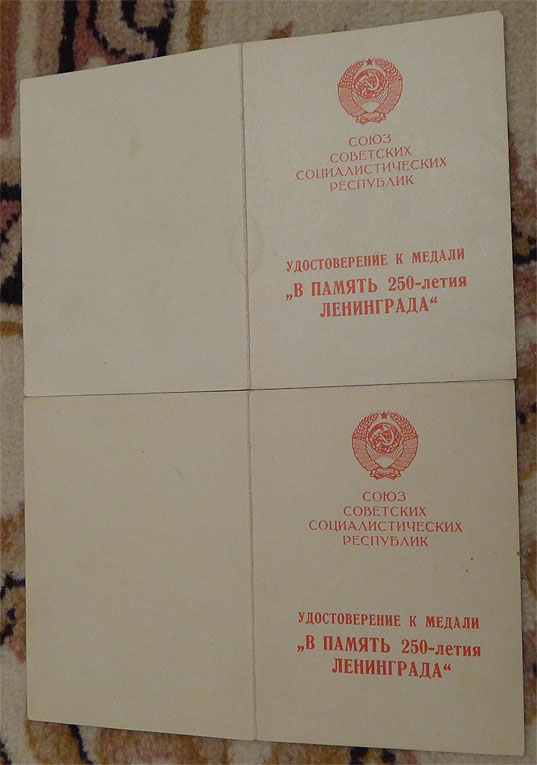 СОЮЗ
СОВЕТСКИХ
СОЦИАЛИСТИЧЕСКИХ
РЕСПУБЛИК
УДОСТОВЕРЕНИЕ К МЕДАЛИ
„В ПАМЯТЬ 250-летия
ЛЕНИНГРАДА“
СОЮЗ
СОВЕТСКИХ
СОЦИАЛИСТИЧЕСКИХ
РЕСПУБЛИК
УДОСТОВЕРЕНИЕ К МЕДАЛИ
„В ПАМЯТЬ 250-летия
ЛЕНИНГРАДА“